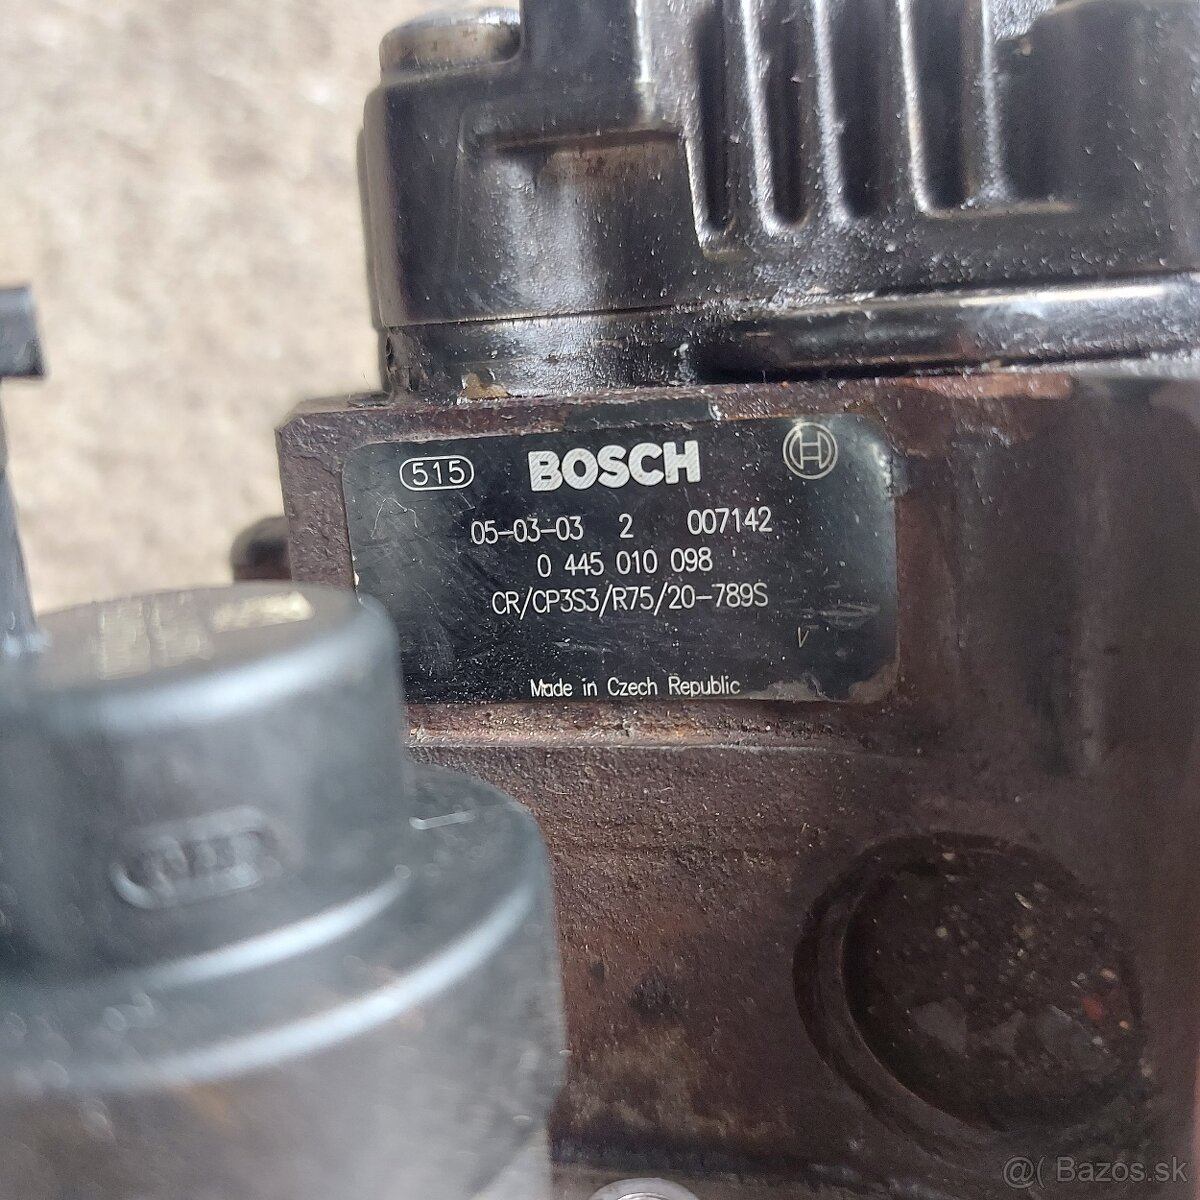 515 BOSCH
05-03-03 2 007142
0 445 010 098
CR/CP3S3/R75/20-789S
V
Made in Czech Republic
@( Bazos.sk